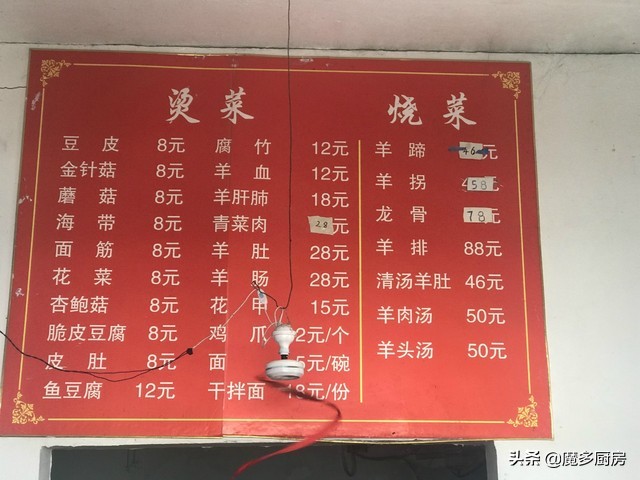 烫菜
豆皮 8元
金针菇 8元
蘑菇 8元
海带 8元
面筋 8元
花菜 8元
杏鲍菇 8元
脆皮豆腐 8元
皮肚 8元
鱼豆腐 12元
腐竹 12元
羊血 12元
羊肝肺 18元
青菜肉 28元
羊肚 28元
羊肠 28元
花甲 15元
鸡爪 2元/个
面 5元/碗
干拌面 18元/份
烧菜
羊蹄 元
羊拐 58
龙骨 78元
羊排 88元
清汤羊肚 46元
羊肉汤 50元
羊头汤 50元
头条 @魔多厨房